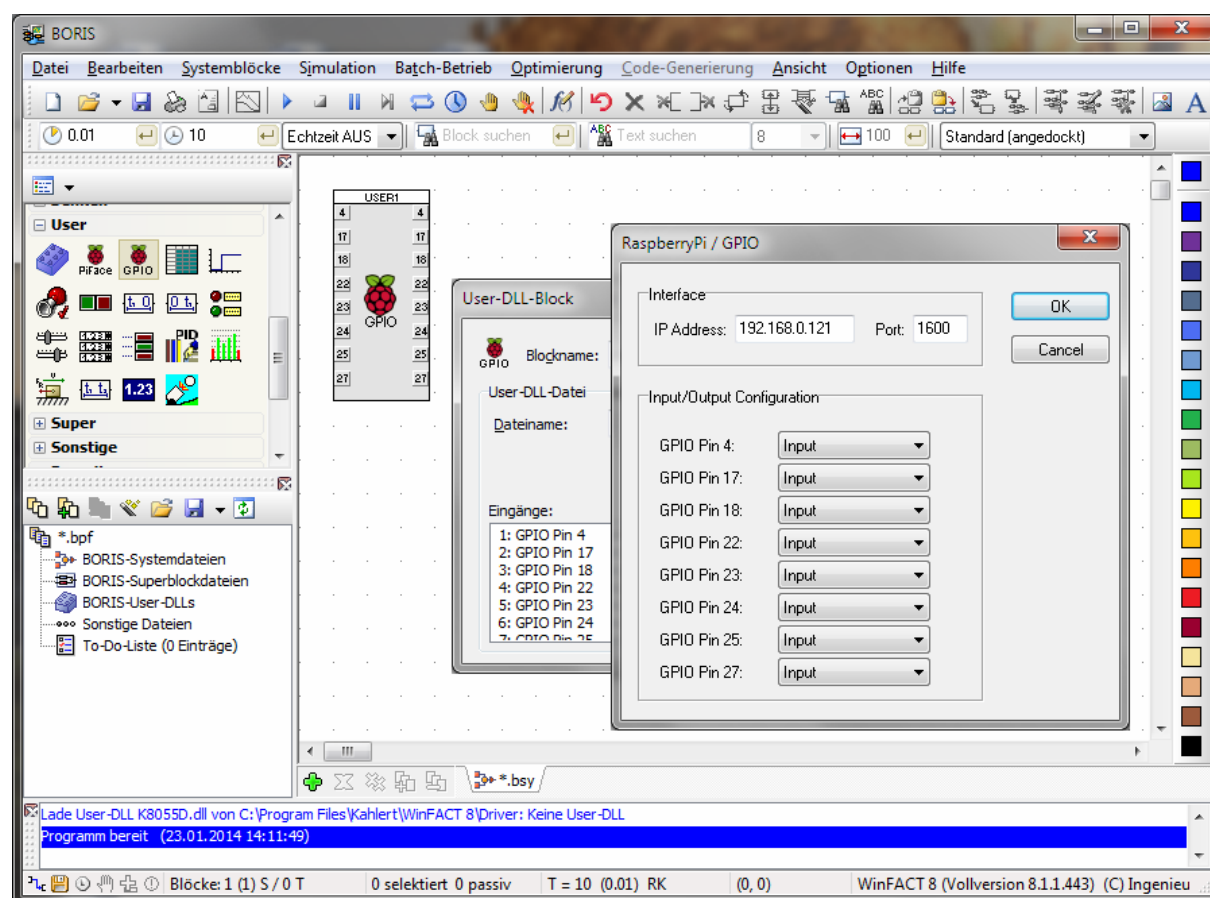 BORIS
Datei Bearbeiten Systemblöcke Simulation Batch-Betrieb Optimierung Code-Generierung Ansicht Optionen Hilfe
ABC A
0.01 10 Echtzeit AUS Block suchen ABC Text suchen 8 100 Standard (angedockt)
User
PiFace GPIO
PID
1.23
Super
Sonstige
*.bpf
BORIS-Systemdateien
BORIS-Superblockdateien
BORIS-User-DLLs
Sonstige Dateien
To-Do-Liste (0 Einträge)
USER1
4 4
17 17
18 18
22 22
23 23
GPIO
24 24
25 25
27 27
User-DLL-Block
GPIO Blockname:
User-DLL-Datei
Dateiname:
Eingänge:
1: GPIO Pin 4
2: GPIO Pin 17
3: GPIO Pin 18
4: GPIO Pin 22
5: GPIO Pin 23
6: GPIO Pin 24
7: GPIO Pin 25
RaspberryPi / GPIO
Interface
IP Address: 192.168.0.121 Port: 1600
OK
Cancel
Input/Output Configuration
GPIO Pin 4: Input
GPIO Pin 17: Input
GPIO Pin 18: Input
GPIO Pin 22: Input
GPIO Pin 23: Input
GPIO Pin 24: Input
GPIO Pin 25: Input
GPIO Pin 27: Input
*.bsy
Lade User-DLL K8055D.dll von C:\Program Files\Kahlert\WinFACT 8\Driver: Keine User-DLL
Programm bereit (23.01.2014 14:11:49)
Blöcke: 1 (1) S / 0 T 0 selektiert 0 passiv T = 10 (0.01) RK (0, 0) WinFACT 8 (Vollversion 8.1.1.443) (C) Ingenieu